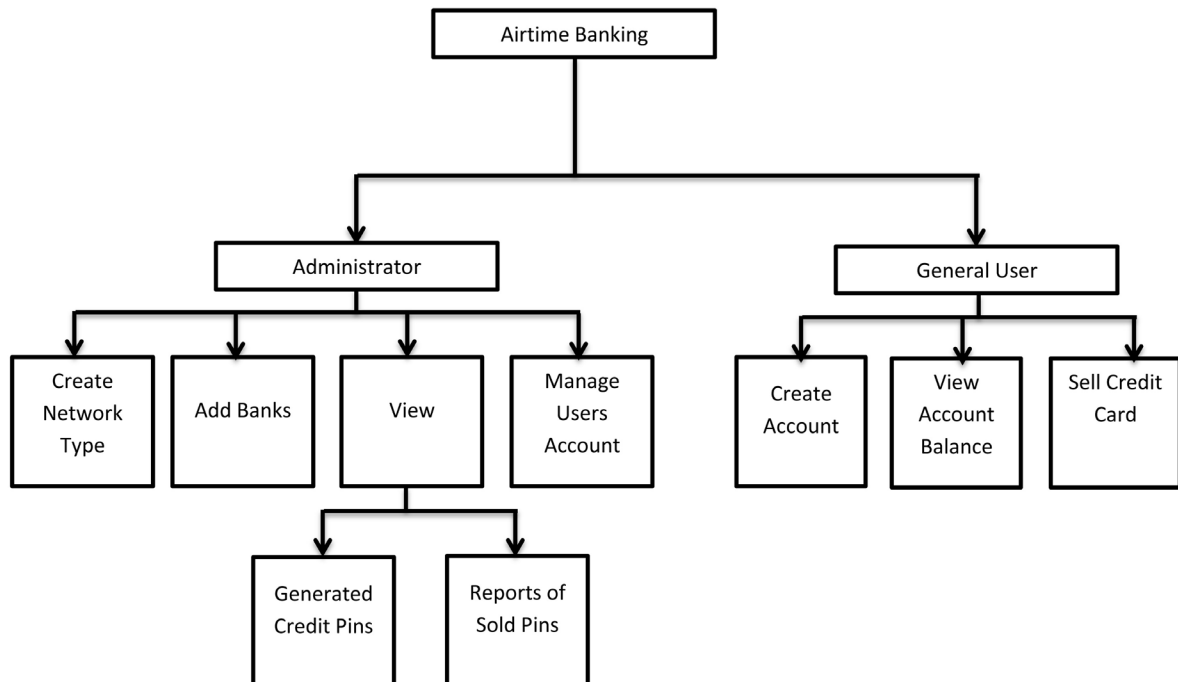 Airtime Banking
Administrator
General User
Create
Network
Type
Add Banks
View
Manage
Users
Account
Create
Account
View
Account
Balance
Sell Credit
Card
Generated
Credit Pins
Reports of
Sold Pins